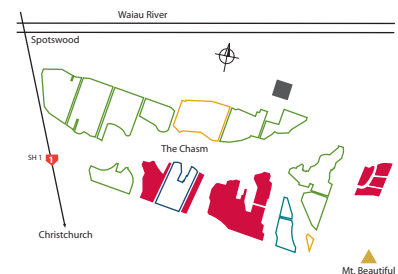 Waiau River
Spotswood
The Chasm
SH 1
1
Christchurch
Mt. Beautiful